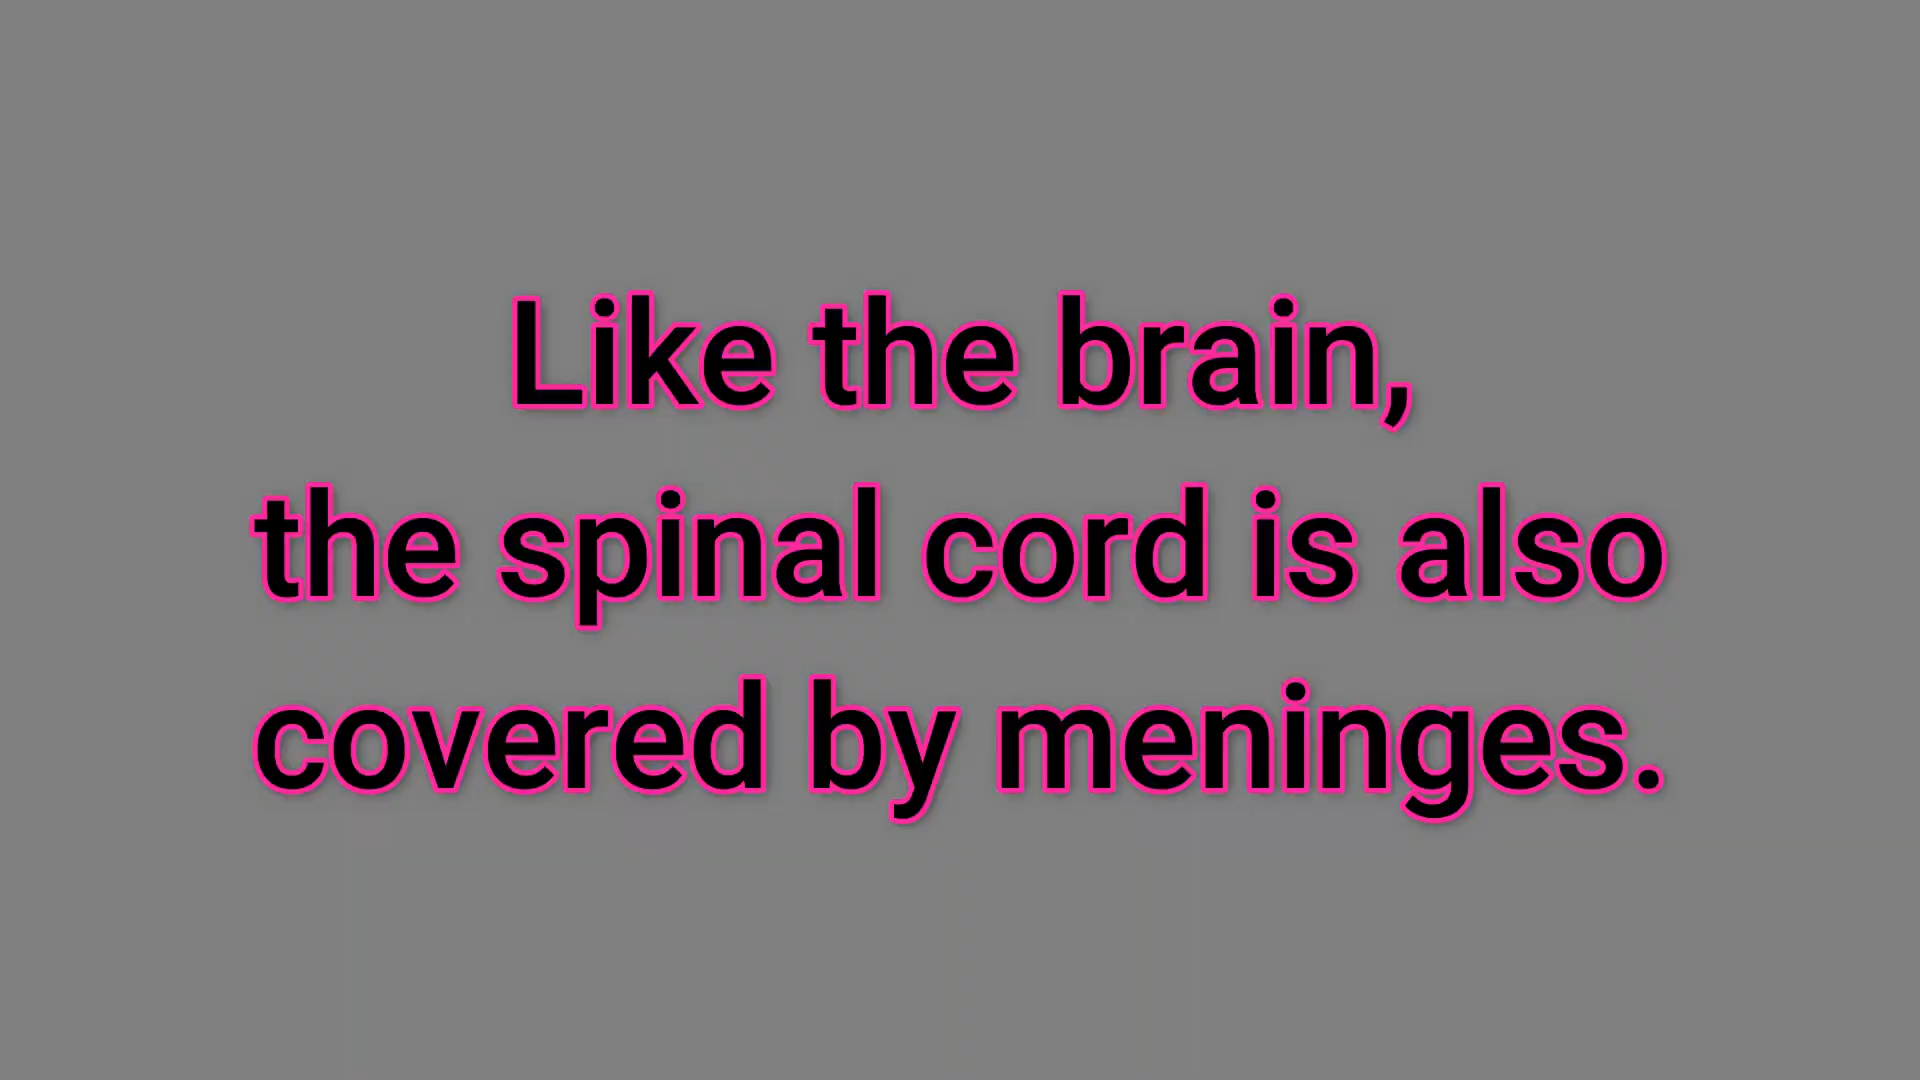 Like the brain,
the spinal cord is also
covered by meninges.